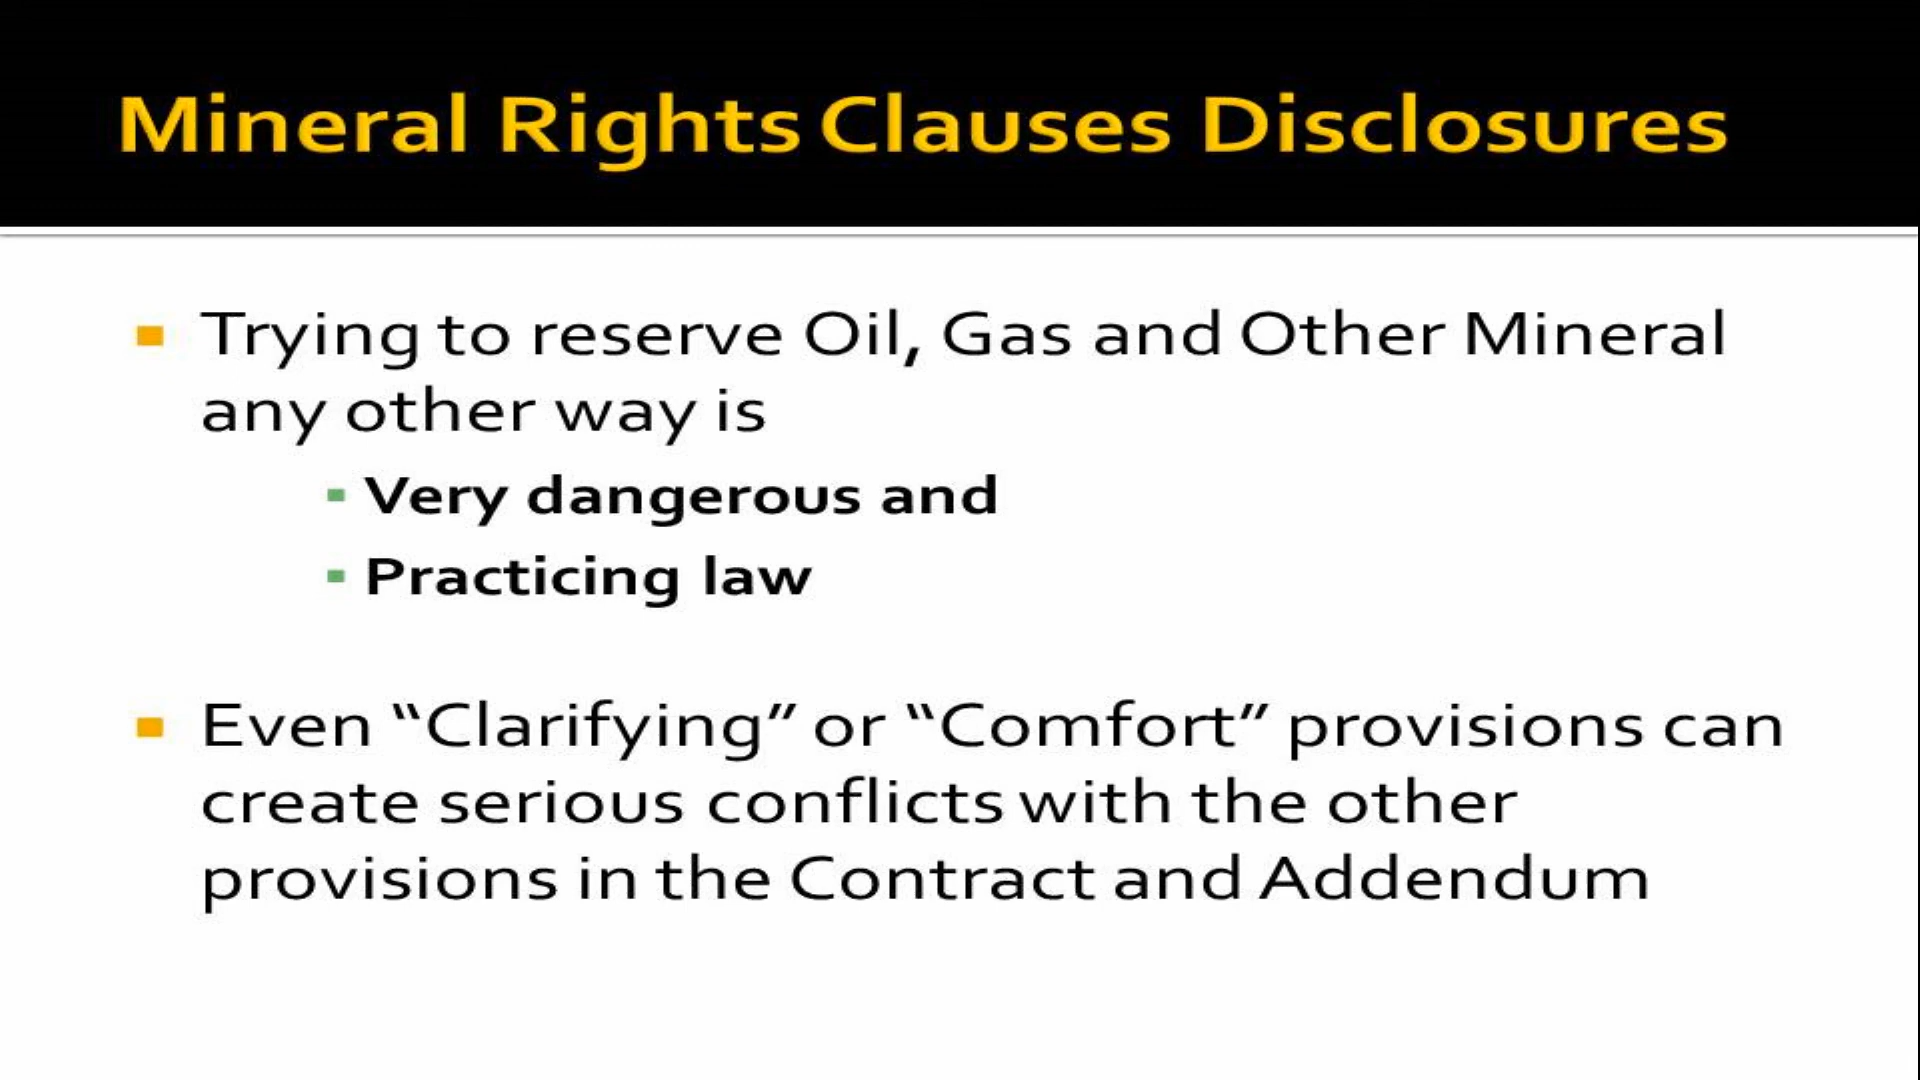 Mineral Rights Clauses Disclosures
Trying to reserve Oil, Gas and Other Mineral
any other way is
Very dangerous and
Practicing law
Even “Clarifying” or “Comfort” provisions can
create serious conflicts with the other
provisions in the Contract and Addendum